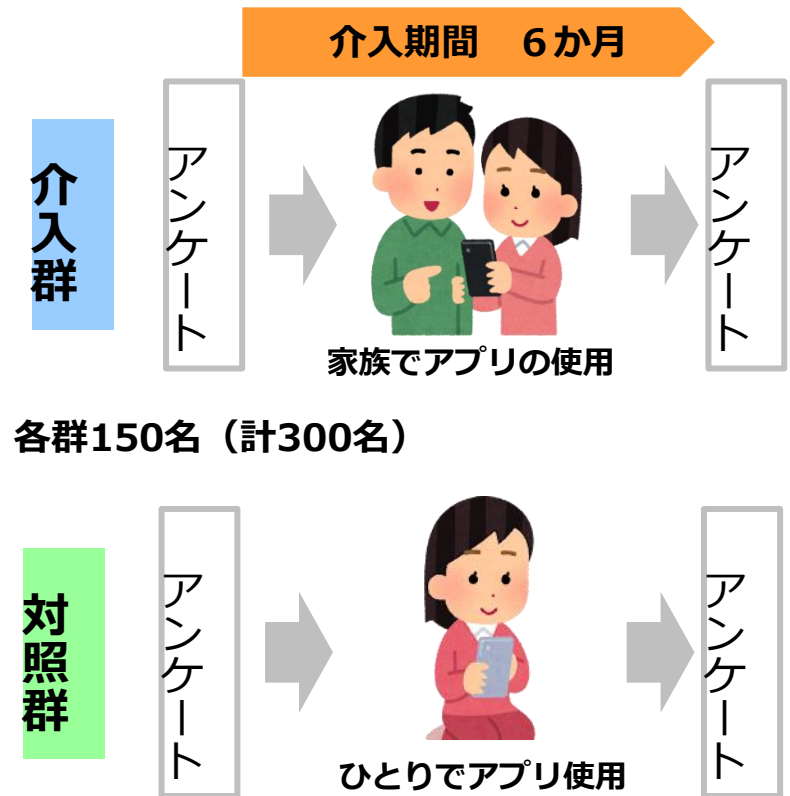 介入期間　６か月
介入群
アンケート
家族でアプリの使用
アンケート
各群150名（計300名）
対照群
アンケート
ひとりでアプリ使用
アンケート